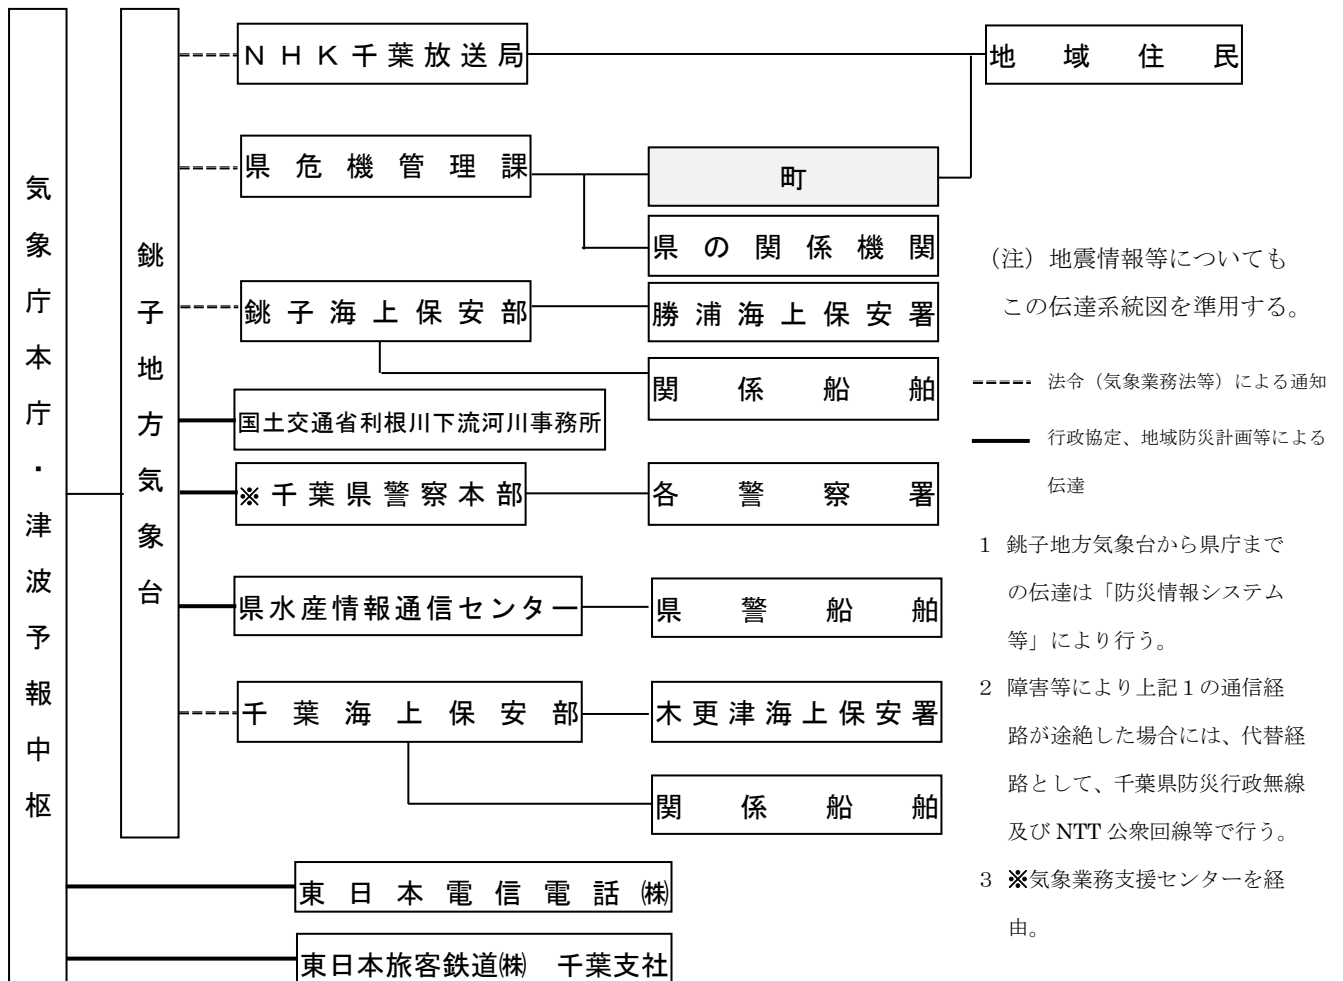 気象庁本庁・津波予報中枢
銚子地方気象台
ＮＨＫ千葉放送局
地域住民
県危機管理課
町
県の関係機関
銚子海上保安部
勝浦海上保安署
関係船舶
国土交通省利根川下流河川事務所
※千葉県警察本部
各警察署
県水産情報通信センター
県警船舶
千葉海上保安部
木更津海上保安署
関係船舶
東日本電信電話㈱
東日本旅客鉄道㈱　千葉支社
（注）地震情報等についても
この伝達系統図を準用する。
法令（気象業務法等）による通知
行政協定、地域防災計画等による
伝達
1 銚子地方気象台から県庁まで
の伝達は「防災情報システム
等」により行う。
2 障害等により上記１の通信経
路が途絶した場合には、代替経
路として、千葉県防災行政無線
及び NTT 公衆回線等で行う。
3 ※気象業務支援センターを経
由。